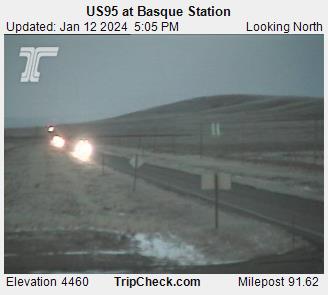 US95 at Basque Station
Updated: Jan 12 2024 5:05 PM Looking North
Elevation 4460 TripCheck.com Milepost 91.62